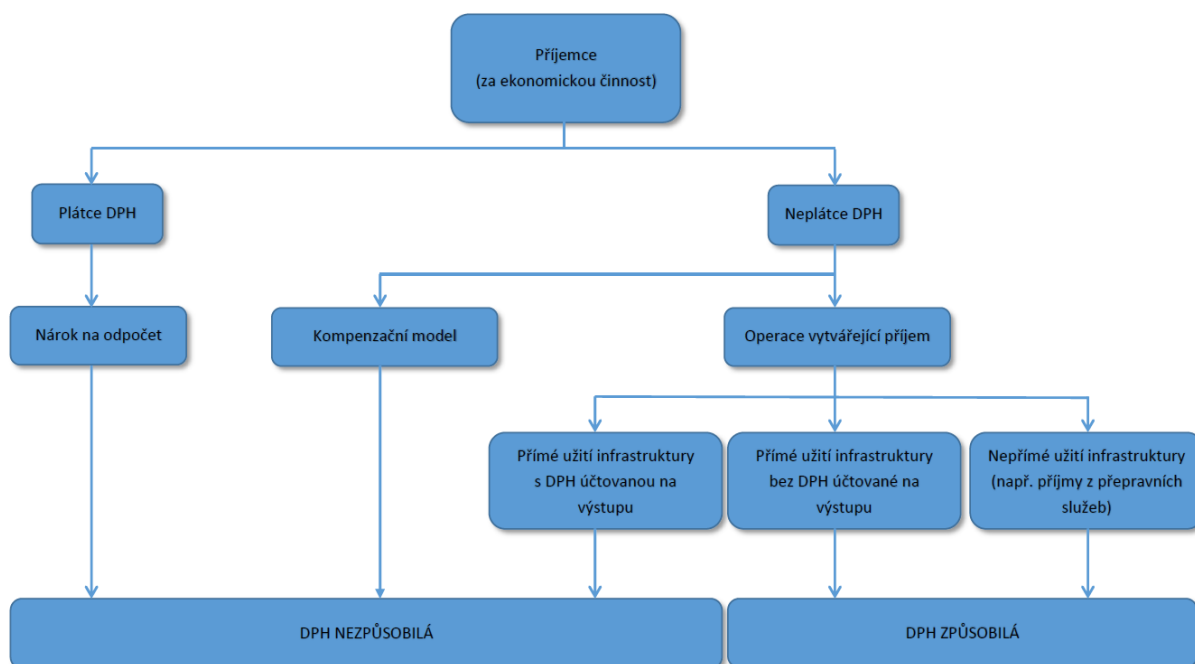 Příjemce
(za ekonomickou činnost)
Plátce DPH
Neplátce DPH
Nárok na odpočet
Kompenzační model
Operace vytvářející příjem
Přímé užití infrastruktury
s DPH účtovanou na
výstupu
Přímé užití infrastruktury
bez DPH účtované na
výstupu
Nepřímé užití infrastruktury
(např. příjmy z přepravních
služeb)
DPH NEZPŮSOBILÁ
DPH ZPŮSOBILÁ